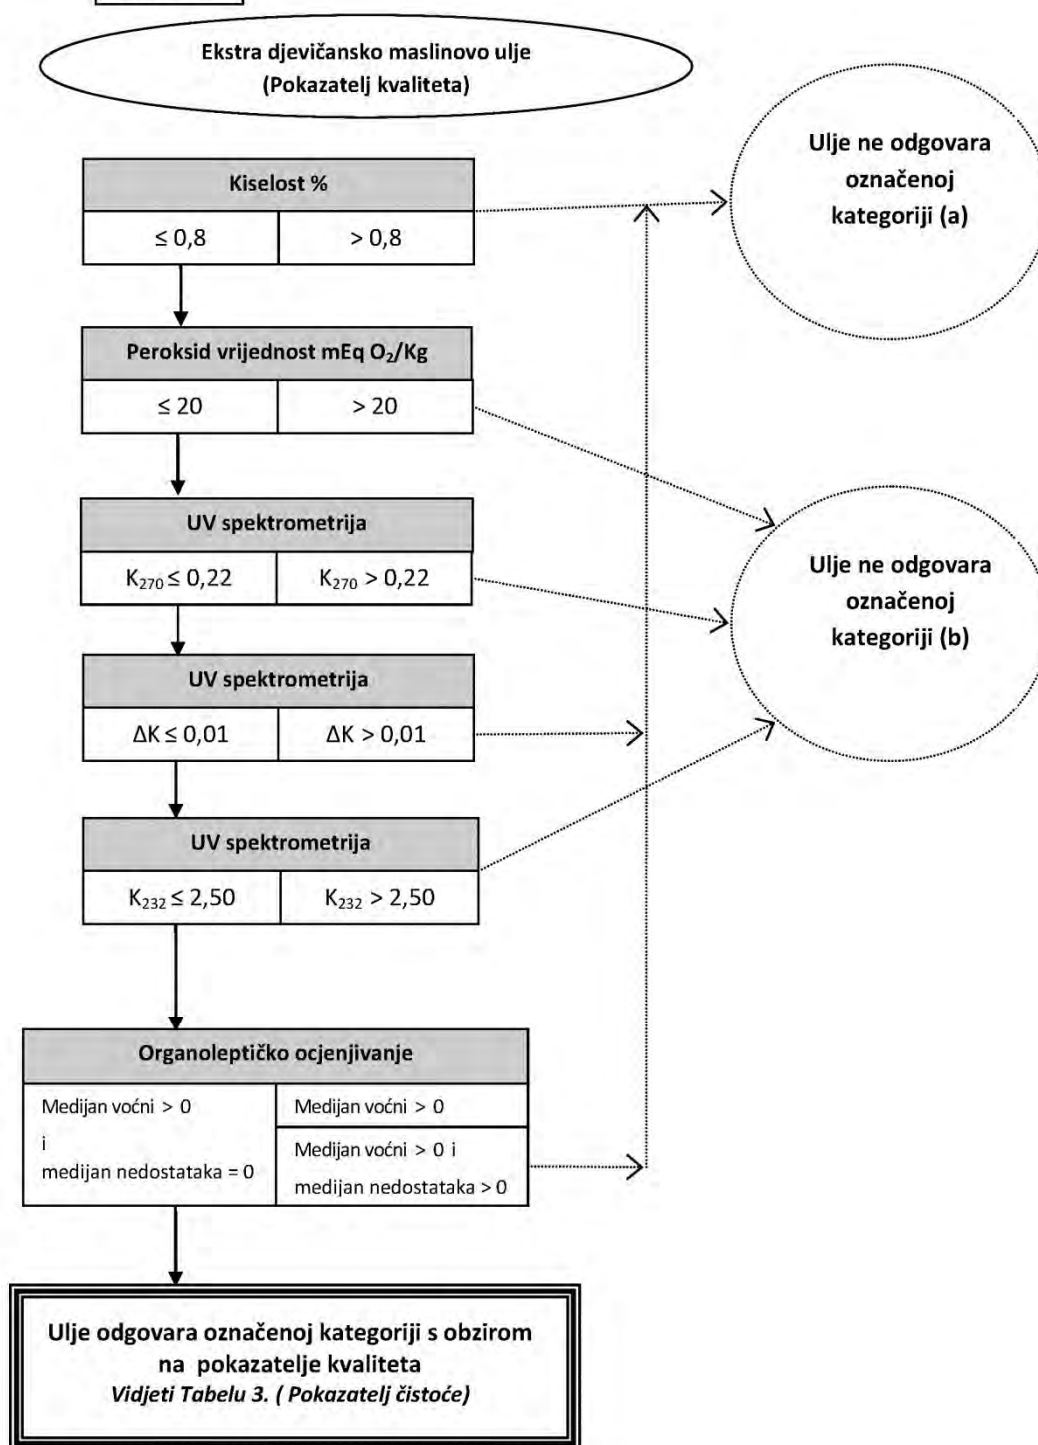 Ekstra djevičansko maslinovo ulje
(Pokazatelj kvaliteta)
Ulje ne odgovara
označenoj
kategoriji (a)
Kiselost %
≤ 0,8
> 0,8
Peroksid vrijednost mEq O₂/Kg
≤ 20
> 20
UV spektrometrija
K₂₇₀ ≤ 0,22
K₂₇₀ > 0,22
Ulje ne odgovara
označenoj
kategoriji (b)
UV spektrometrija
ΔK ≤ 0,01
ΔK > 0,01
UV spektrometrija
K₂₃₂ ≤ 2,50
K₂₃₂ > 2,50
Organoleptičko ocjenjivanje
Medijan voćni > 0
i
medijan nedostataka = 0
Medijan voćni > 0
Medijan voćni > 0 i
medijan nedostataka > 0
Ulje odgovara označenoj kategoriji s obzirom
na pokazatelje kvaliteta
Vidjeti Tabelu 3. ( Pokazatelj čistoće)